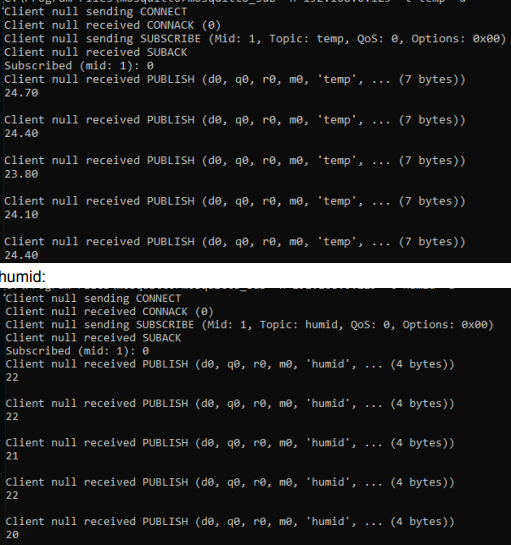 'Client null sending CONNECT
Client null received CONNACK (0)
Client null sending SUBSCRIBE (Mid: 1, Topic: temp, QoS: 0, Options: 0x00)
Client null received SUBACK
Subscribed (mid: 1): 0
Client null received PUBLISH (d0, q0, r0, m0, 'temp', ... (7 bytes))
24.70
Client null received PUBLISH (d0, q0, r0, m0, 'temp', ... (7 bytes))
24.40
Client null received PUBLISH (d0, q0, r0, m0, 'temp', ... (7 bytes))
23.80
Client null received PUBLISH (d0, q0, r0, m0, 'temp', ... (7 bytes))
24.10
Client null received PUBLISH (d0, q0, r0, m0, 'temp', ... (7 bytes))
24.40
humid:
'Client null sending CONNECT
Client null received CONNACK (0)
Client null sending SUBSCRIBE (Mid: 1, Topic: humid, QoS: 0, Options: 0x00)
Client null received SUBACK
Subscribed (mid: 1): 0
Client null received PUBLISH (d0, q0, r0, m0, 'humid', ... (4 bytes))
22
Client null received PUBLISH (d0, q0, r0, m0, 'humid', ... (4 bytes))
22
Client null received PUBLISH (d0, q0, r0, m0, 'humid', ... (4 bytes))
21
Client null received PUBLISH (d0, q0, r0, m0, 'humid', ... (4 bytes))
22
Client null received PUBLISH (d0, q0, r0, m0, 'humid', ... (4 bytes))
20